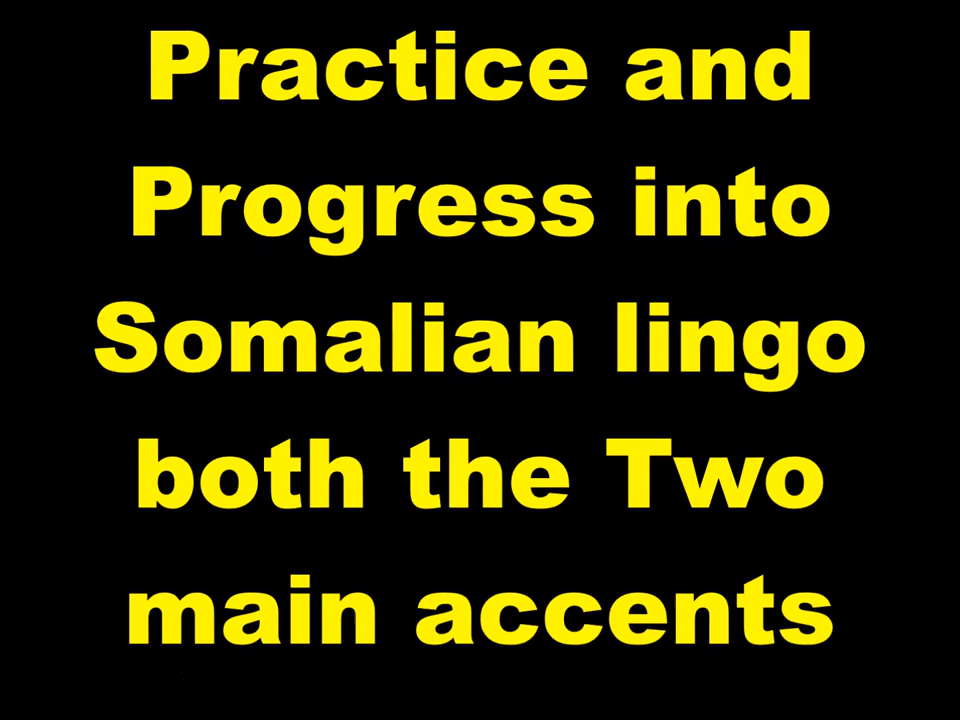 Practice and
Progress into
Somalian lingo
both the Two
main accents